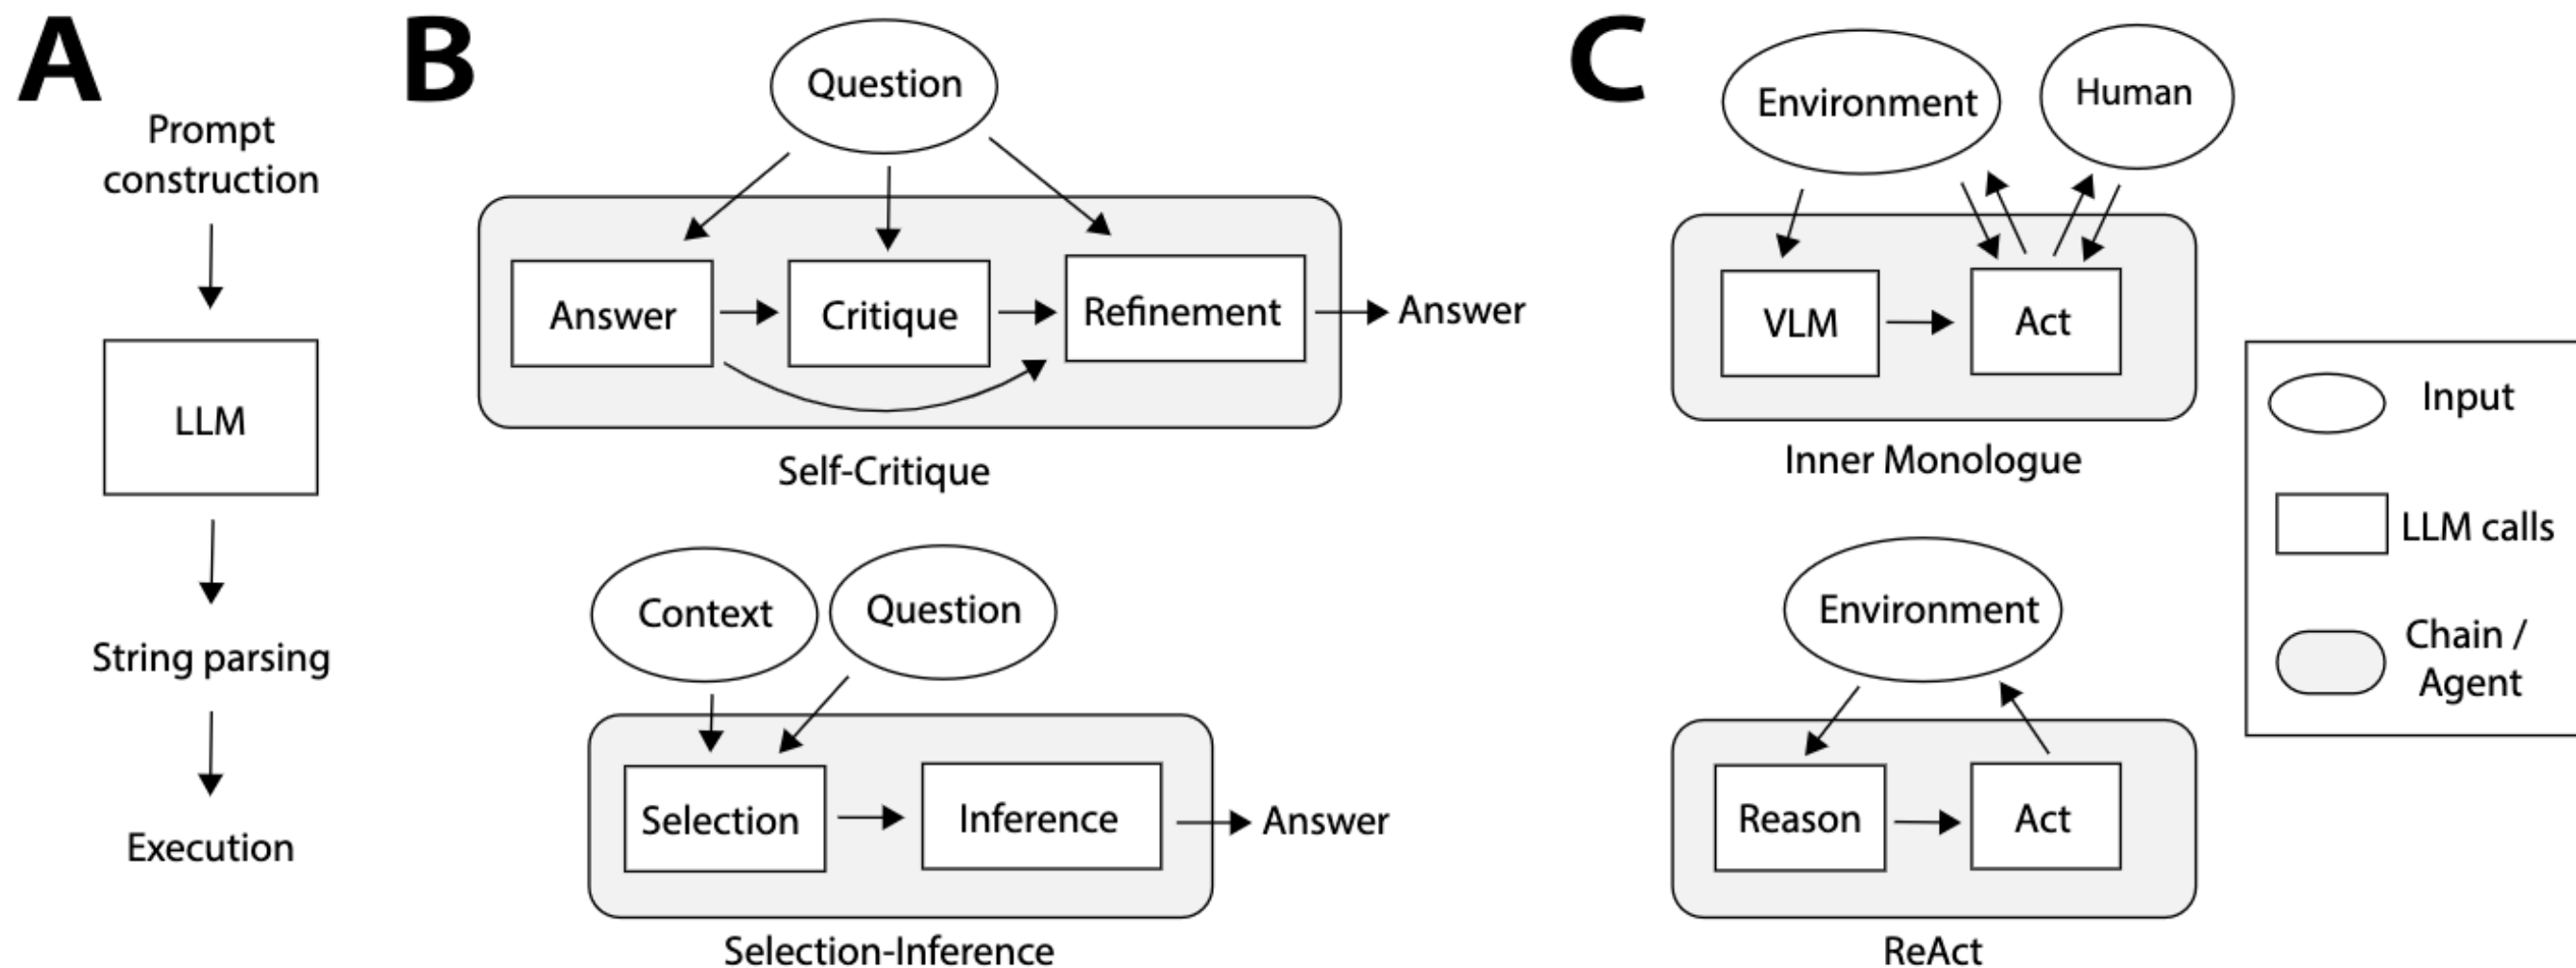 A
Prompt
construction
LLM
String parsing
Execution
B
Question
Answer
Critique
Refinement
Answer
Self-Critique
Context
Question
Selection
Inference
Answer
Selection-Inference
C
Environment
Human
VLM
Act
Inner Monologue
Environment
Reason
Act
ReAct
Input
LLM calls
Chain /
Agent